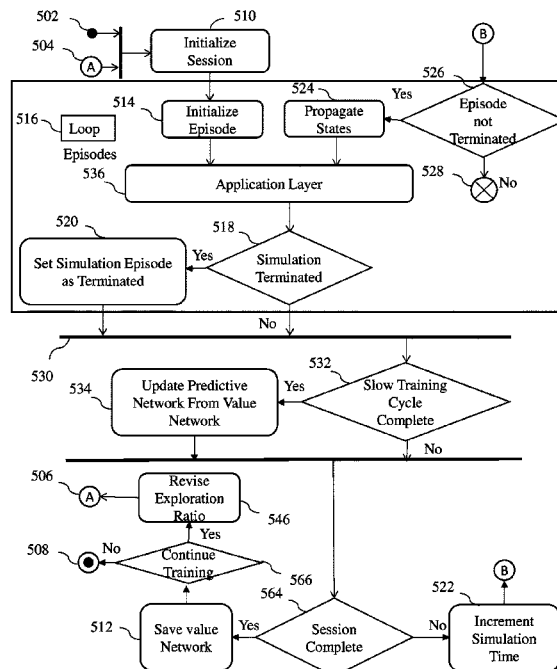 502
504
A
510
Initialize
Session
B
526
Episode
not
Terminated
Yes
No
528
524
Propagate
States
514
Initialize
Episode
516
Loop
Episodes
536
Application Layer
518
Simulation
Terminated
Yes
No
520
Set Simulation Episode
as Terminated
530
532
Slow Training
Cycle
Complete
Yes
No
534
Update Predictive
Network From Value
Network
506
A
Revise
Exploration
Ratio
546
Yes
508
No
Continue
Training
566
564
Session
Complete
Yes
No
512
Save value
Network
522
Increment
Simulation
Time
B